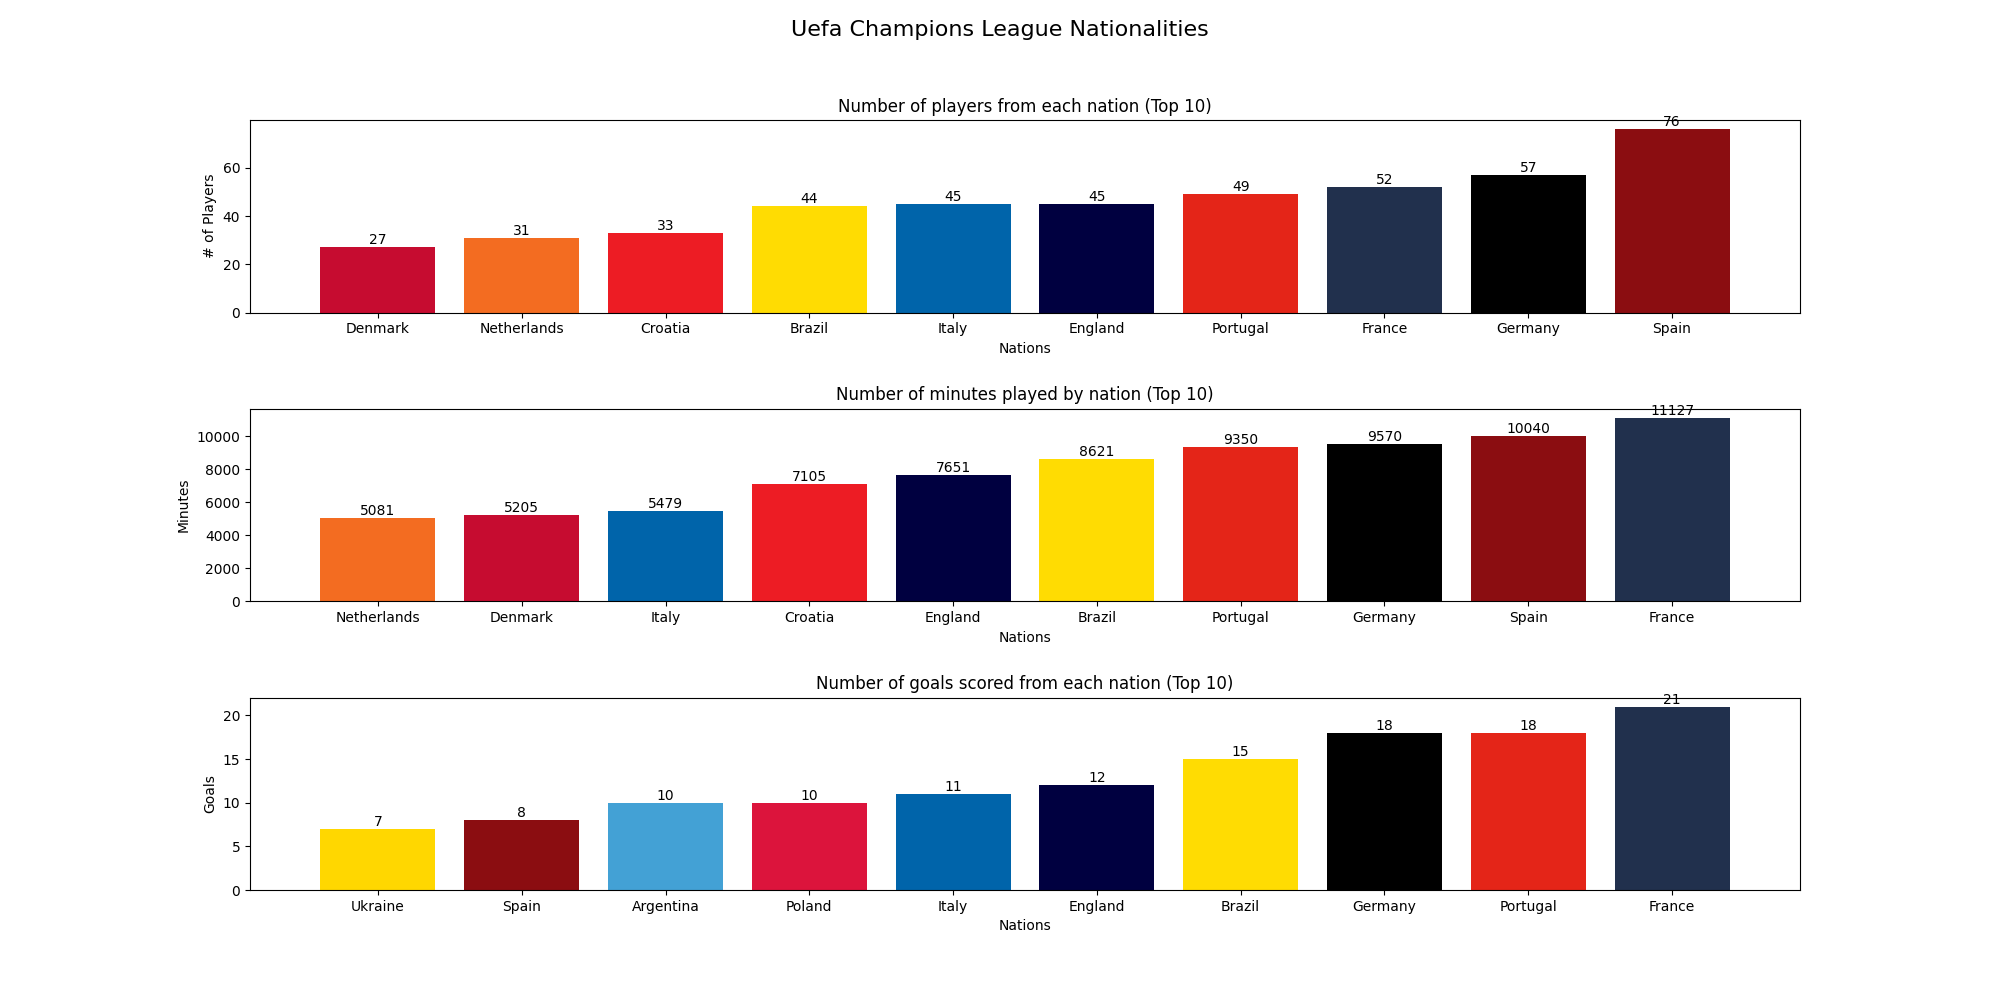 Uefa Champions League Nationalities
Number of players from each nation (Top 10)
# of Players
60
40
20
0
27 31 33 44 45 45 49 52 57 76
Denmark Netherlands Croatia Brazil Italy England Portugal France Germany Spain
Nations
Number of minutes played by nation (Top 10)
Minutes
10000
8000
6000
4000
2000
0
5081 5205 5479 7105 7651 8621 9350 9570 10040 11127
Netherlands Denmark Italy Croatia England Brazil Portugal Germany Spain France
Nations
Number of goals scored from each nation (Top 10)
Goals
20
15
10
5
0
7 8 10 10 11 12 15 18 18 21
Ukraine Spain Argentina Poland Italy England Brazil Germany Portugal France
Nations